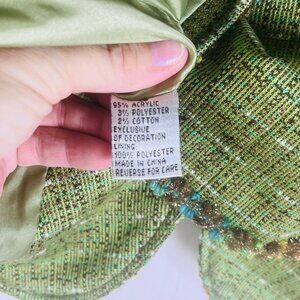 95% ACRYLIC
3% POLYESTER
2% COTTON
EXCLUSIVE
OF DECORATION
LINING
100% POLYESTER
MADE IN CHINA
REVERSE FOR CARE